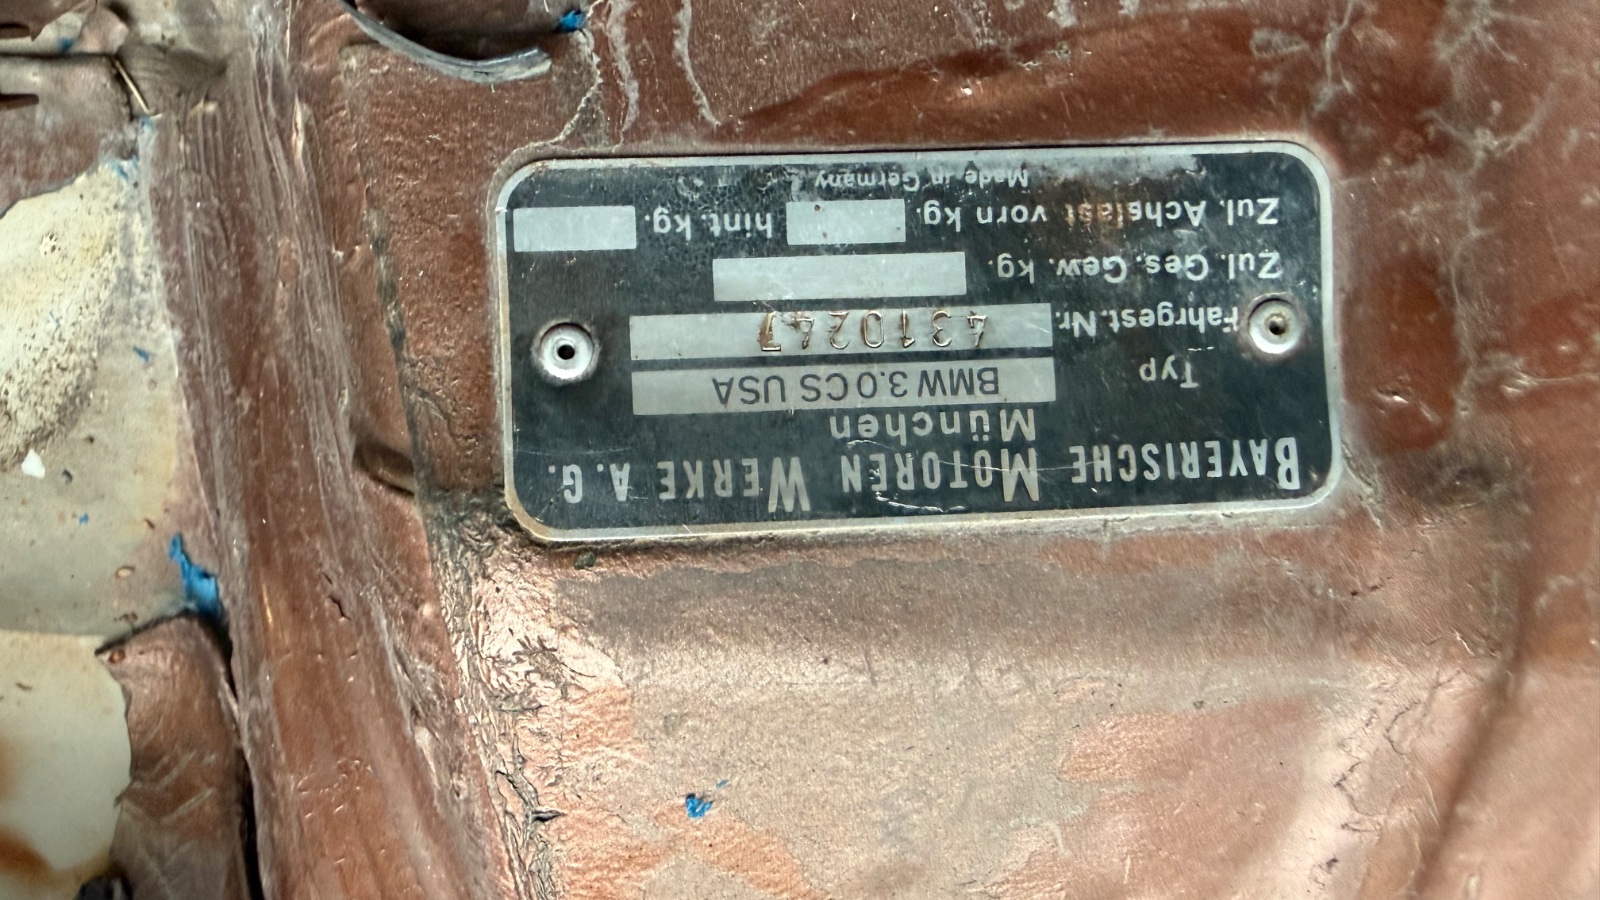 BAYERISCHE MOTOREN WERKE A.G.
München
Typ BMW 3.0 CS USA
Fahrgest.Nr. 4310247
Zul. Ges. Gew. kg.
Zul. Achslast vorn kg. hint. kg.
Made in Germany